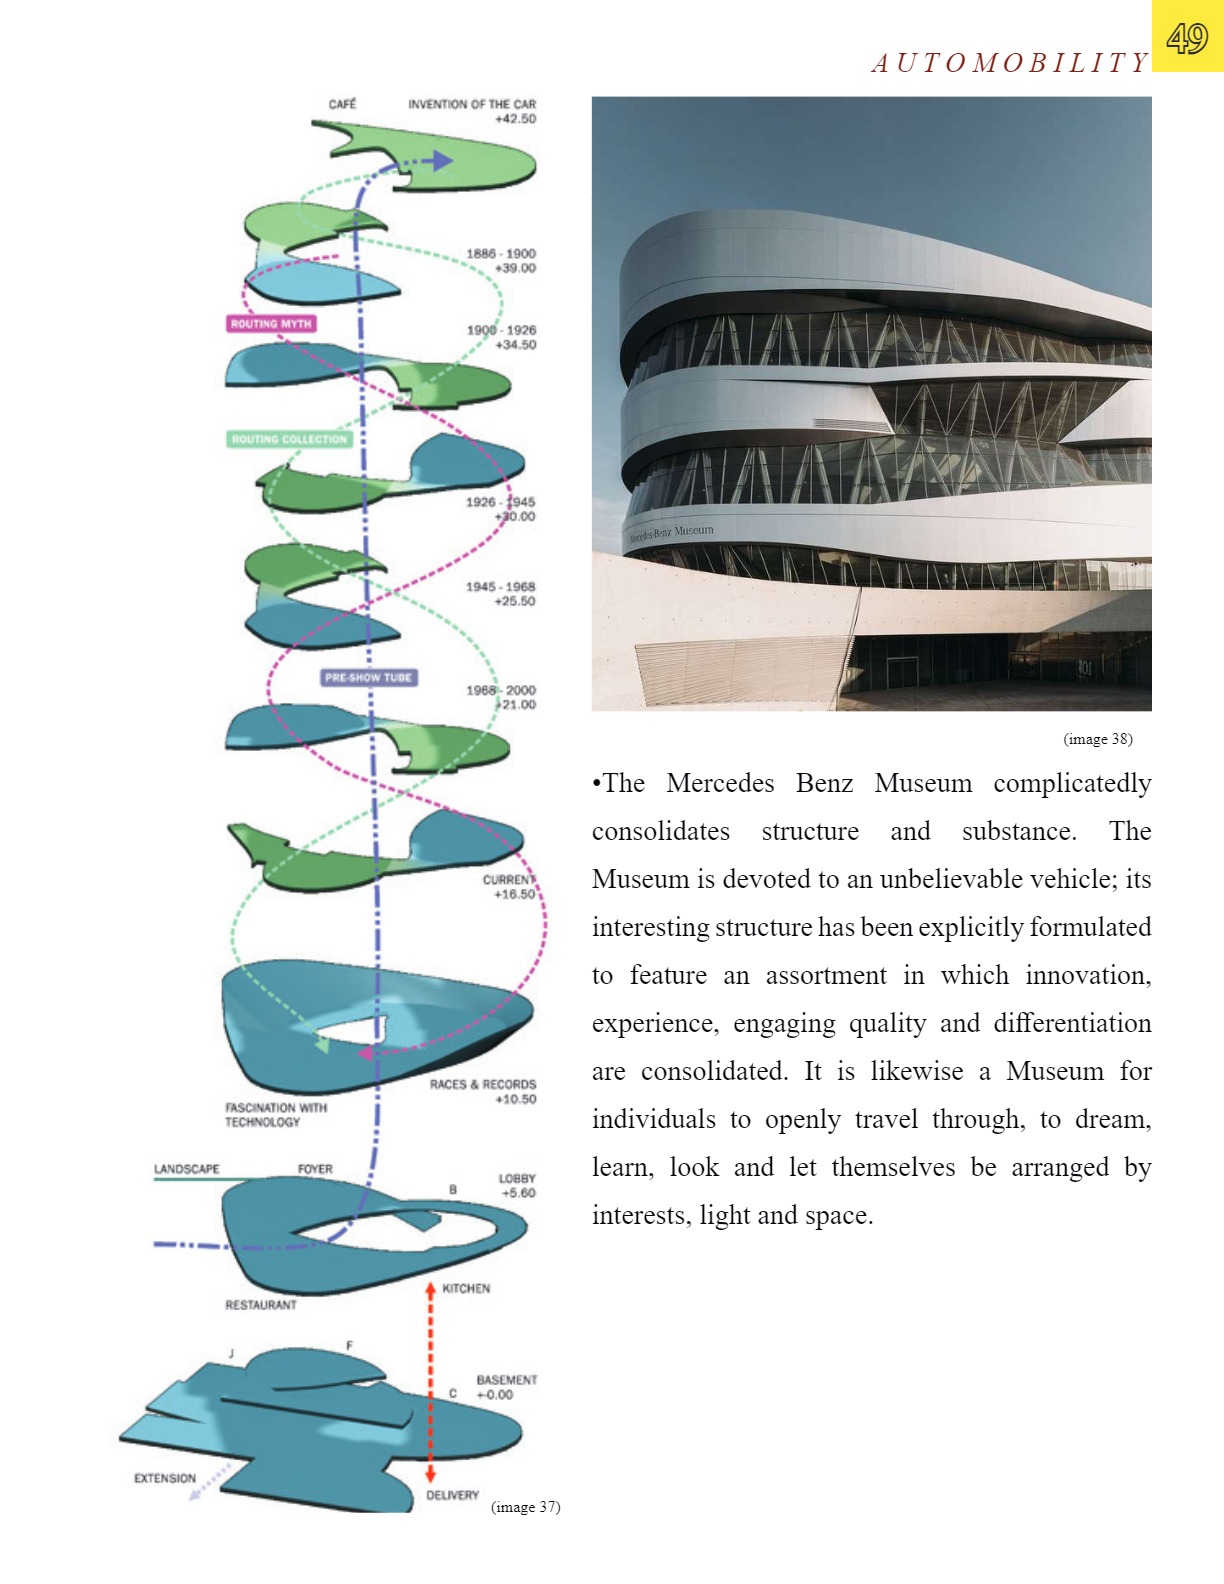 49
AUTOMOBILITY
CAFÉ
INVENTION OF THE CAR
+42.50
1886 - 1900
+39.00
ROUTING MYTH
1900 - 1926
+34.50
ROUTING COLLECTION
1926 - 1945
+30.00
1945 - 1968
+25.50
PRE-SHOW TUBE
1968 - 2000
+21.00
CURRENT
+16.50
RACES & RECORDS
+10.50
FASCINATION WITH
TECHNOLOGY
LANDSCAPE
FOYER
LOBBY
+5.60
B
KITCHEN
RESTAURANT
J
F
BASEMENT
+-0.00
C
EXTENSION
DELIVERY
(image 37)
Mercedes-Benz Museum
(image 38)
•The Mercedes Benz Museum complicatedly
consolidates structure and substance. The
Museum is devoted to an unbelievable vehicle; its
interesting structure has been explicitly formulated
to feature an assortment in which innovation,
experience, engaging quality and differentiation
are consolidated. It is likewise a Museum for
individuals to openly travel through, to dream,
learn, look and let themselves be arranged by
interests, light and space.